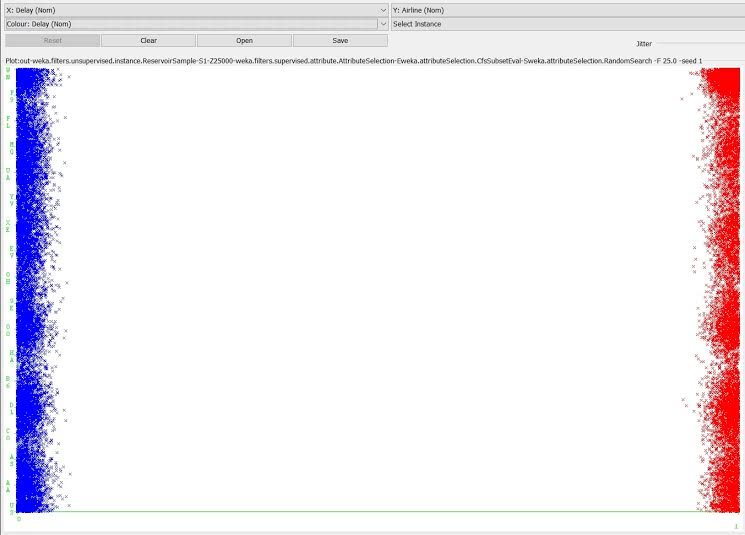 X: Delay (Nom)
Y: Airline (Nom)
Colour: Delay (Nom)
Select Instance
Reset
Clear
Open
Save
Jitter
Plot:out-weka.filters.unsupervised.instance.ReservoirSample-S1-Z25000-weka.filters.supervised.attribute.AttributeSelection-Eweka.attributeSelection.CfsSubsetEval-Sweka.attributeSelection.RandomSearch -F 25.0 -seed 1
WN
F9
FL
MQ
UA
YV
XE
EV
OH
9E
OO
HA
B6
DL
CO
AS
AA
US
0
1